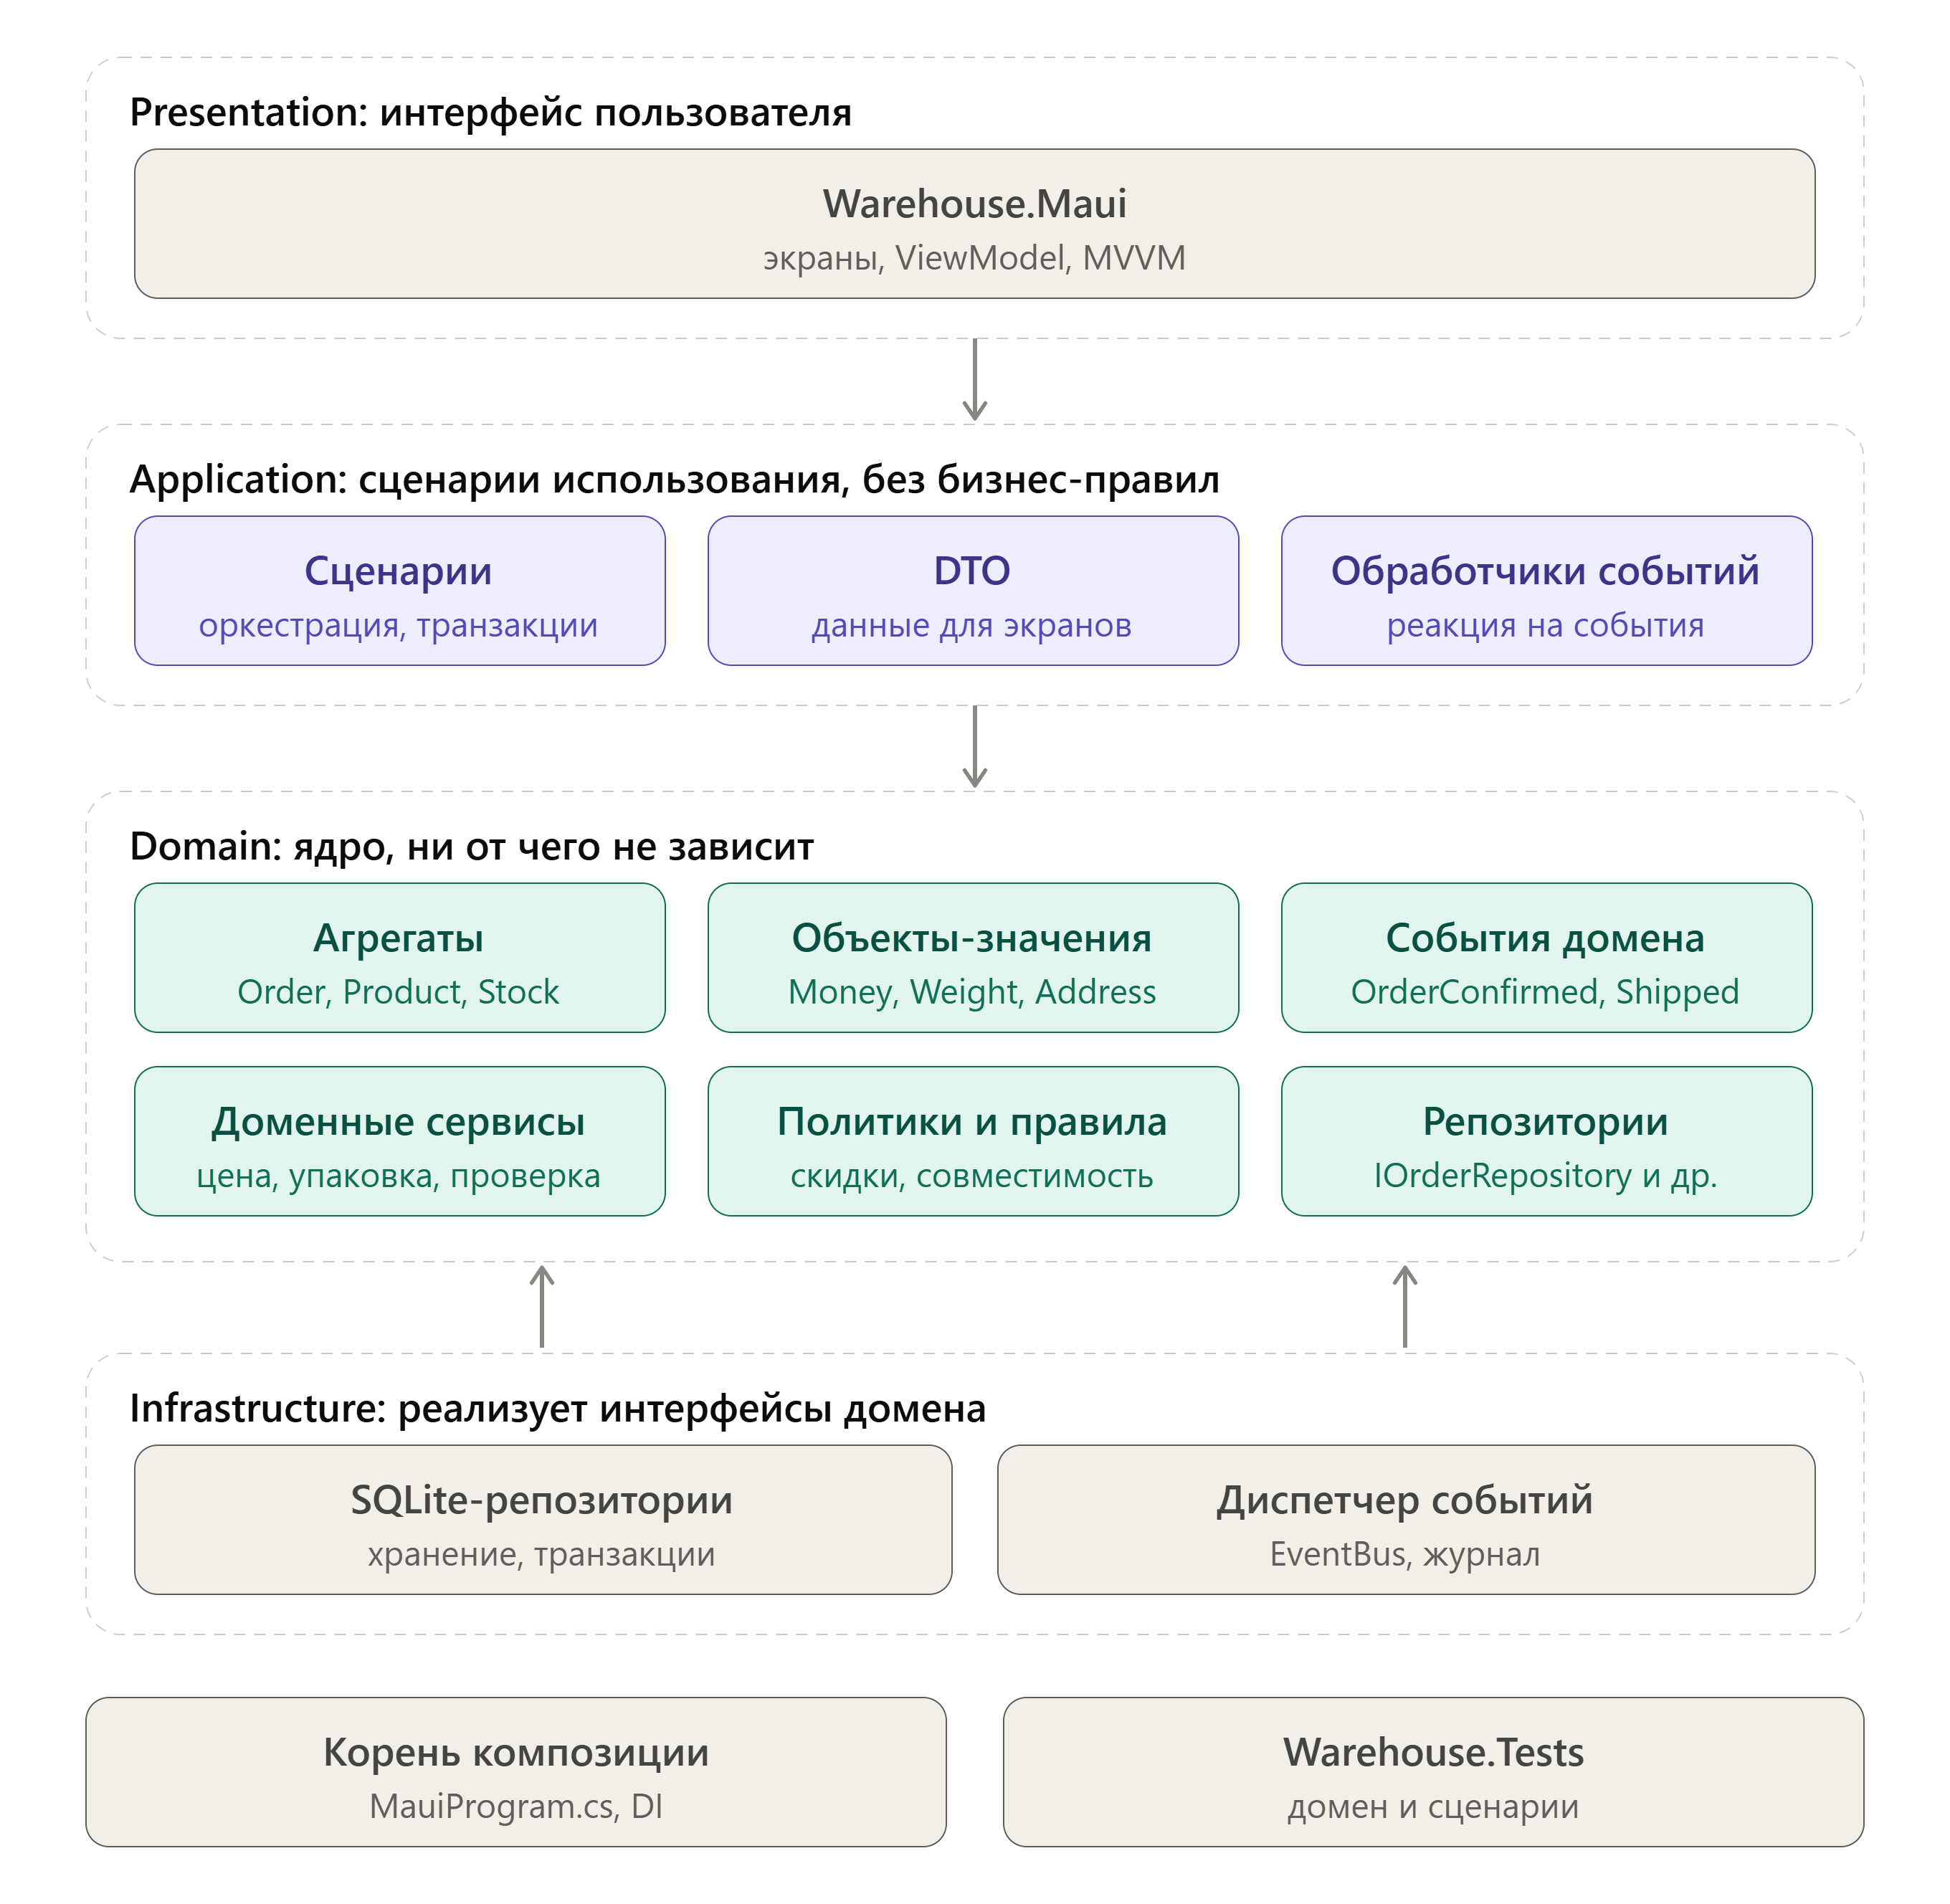 Presentation: интерфейс пользователя
Warehouse.Maui
экраны, ViewModel, MVVM
Application: сценарии использования, без бизнес-правил
Сценарии
оркестрация, транзакции
DTO
данные для экранов
Обработчики событий
реакция на события
Domain: ядро, ни от чего не зависит
Агрегаты
Order, Product, Stock
Объекты-значения
Money, Weight, Address
События домена
OrderConfirmed, Shipped
Доменные сервисы
цена, упаковка, проверка
Политики и правила
скидки, совместимость
Репозитории
IOrderRepository и др.
Infrastructure: реализует интерфейсы домена
SQLite-репозитории
хранение, транзакции
Диспетчер событий
EventBus, журнал
Корень композиции
MauiProgram.cs, DI
Warehouse.Tests
домен и сценарии